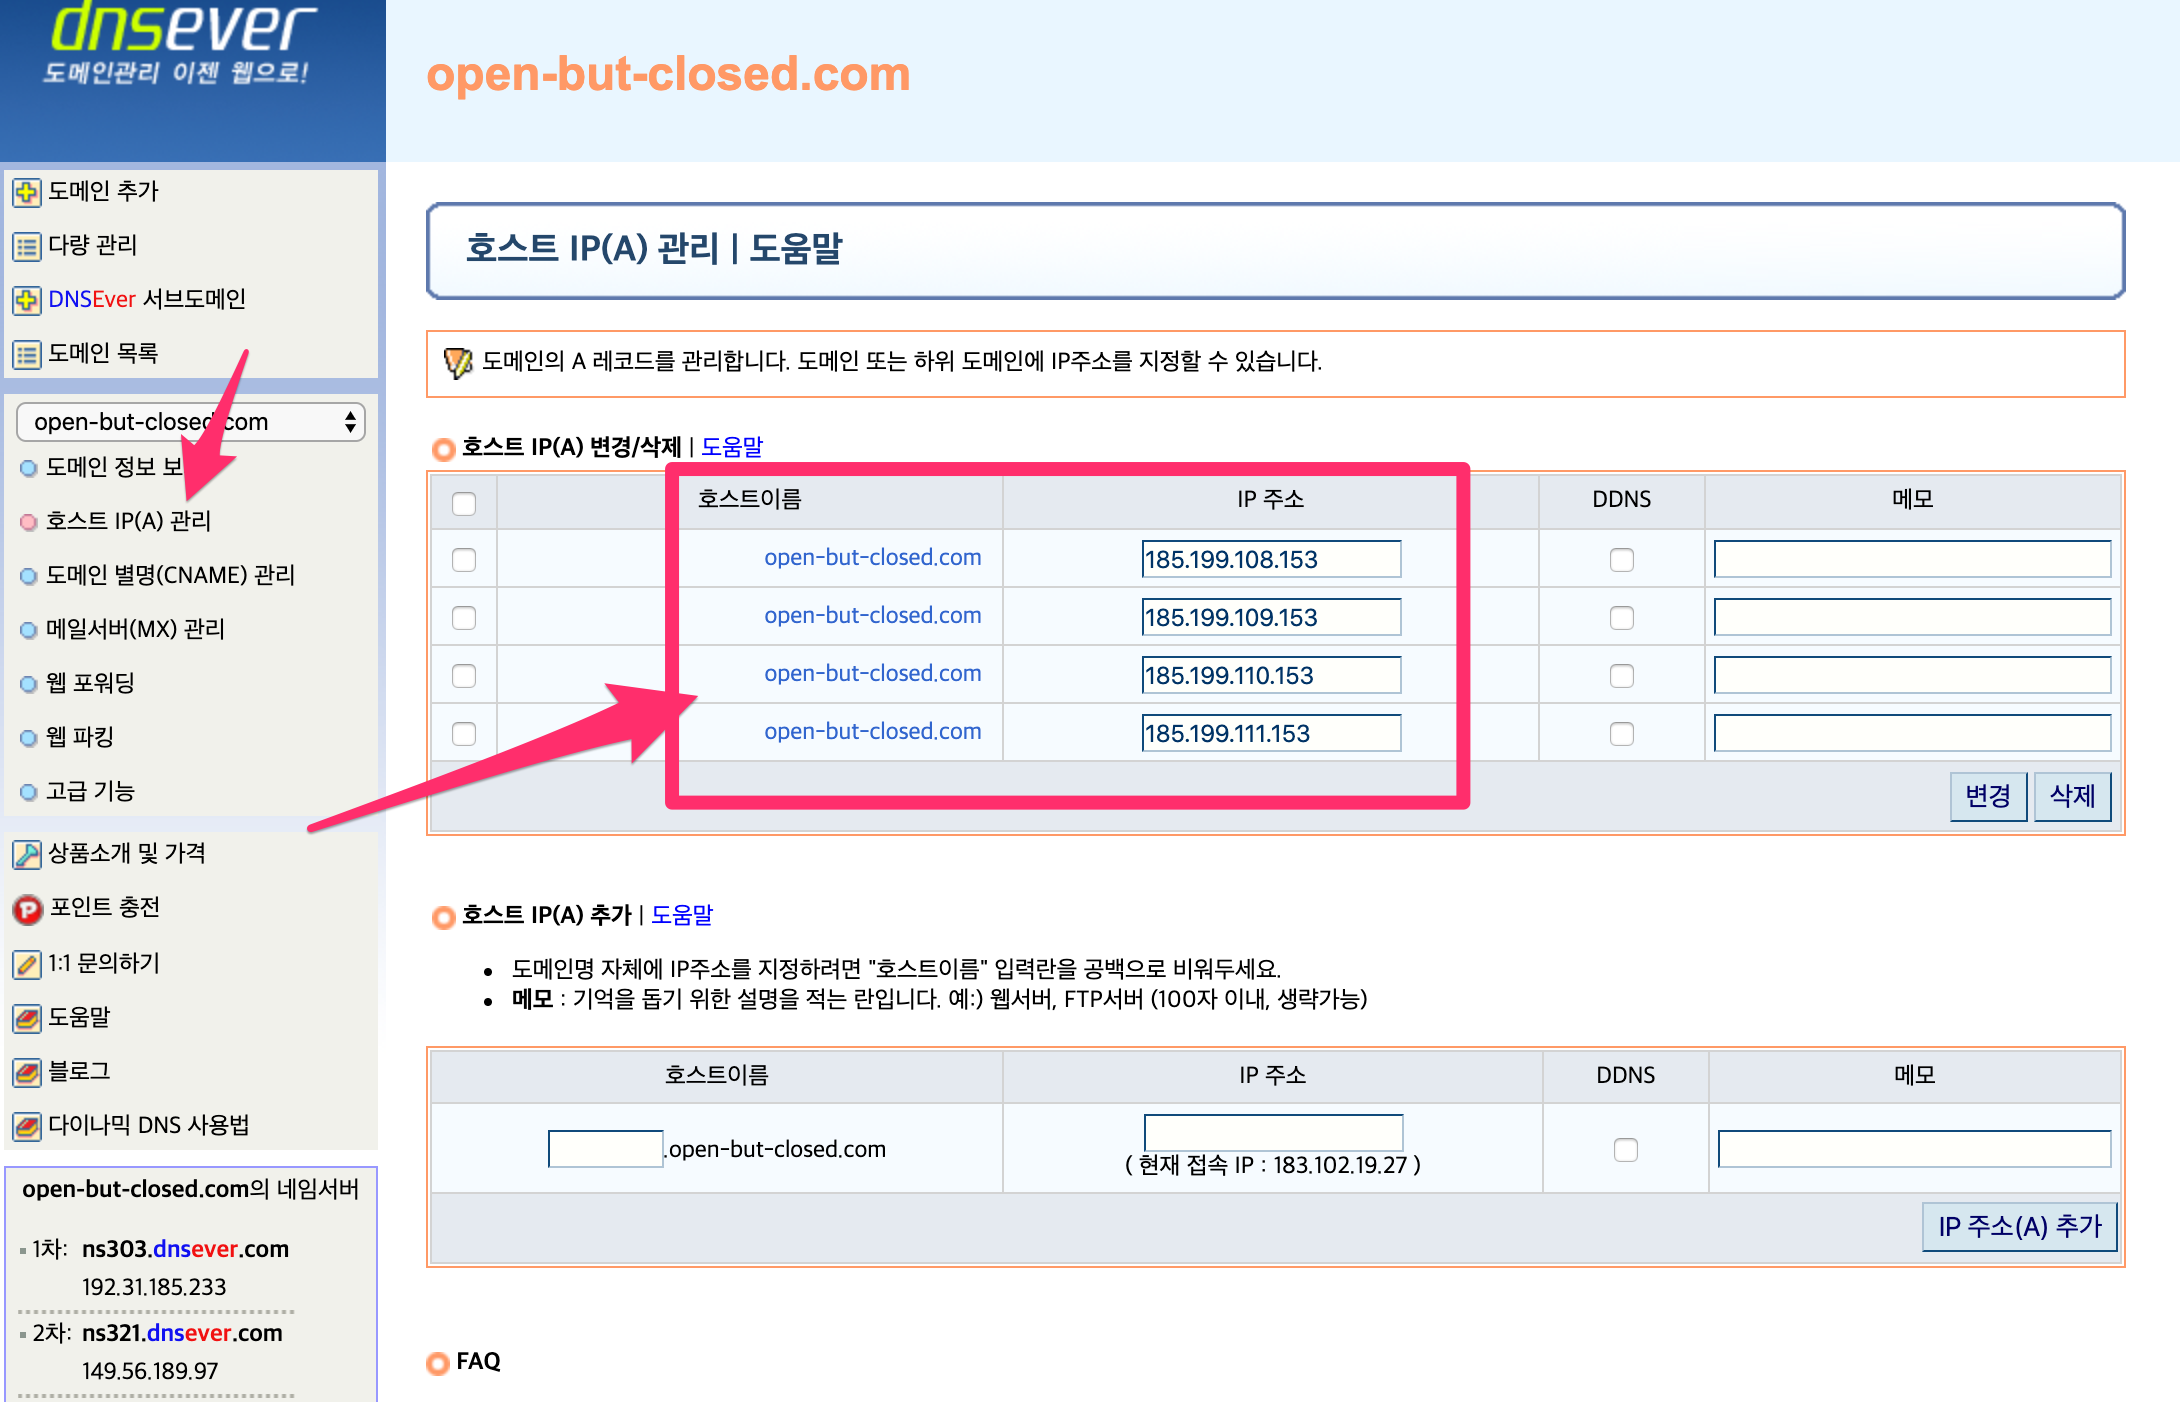 dnsever
도메인관리 이젠 웹으로!
open-but-closed.com
도메인 추가
다량 관리
DNSEver 서브도메인
도메인 목록
open-but-closed.com
도메인 정보 보
호스트 IP(A) 관리
도메인 별명(CNAME) 관리
메일서버(MX) 관리
웹 포워딩
웹 파킹
고급 기능
상품소개 및 가격
포인트 충전
1:1 문의하기
도움말
블로그
다이나믹 DNS 사용법
open-but-closed.com의 네임서버
1차: ns303.dnsever.com
192.31.185.233
2차: ns321.dnsever.com
149.56.189.97
호스트 IP(A) 관리 | 도움말
도메인의 A 레코드를 관리합니다. 도메인 또는 하위 도메인에 IP주소를 지정할 수 있습니다.
호스트 IP(A) 변경/삭제 | 도움말
호스트이름 IP 주소 DDNS 메모
open-but-closed.com 185.199.108.153
open-but-closed.com 185.199.109.153
open-but-closed.com 185.199.110.153
open-but-closed.com 185.199.111.153
변경 삭제
호스트 IP(A) 추가 | 도움말
• 도메인명 자체에 IP주소를 지정하려면 "호스트이름" 입력란을 공백으로 비워두세요.
• 메모 : 기억을 돕기 위한 설명을 적는 란입니다. 예:) 웹서버, FTP서버 (100자 이내, 생략가능)
호스트이름 IP 주소 DDNS 메모
.open-but-closed.com
( 현재 접속 IP : 183.102.19.27 )
IP 주소(A) 추가
FAQ